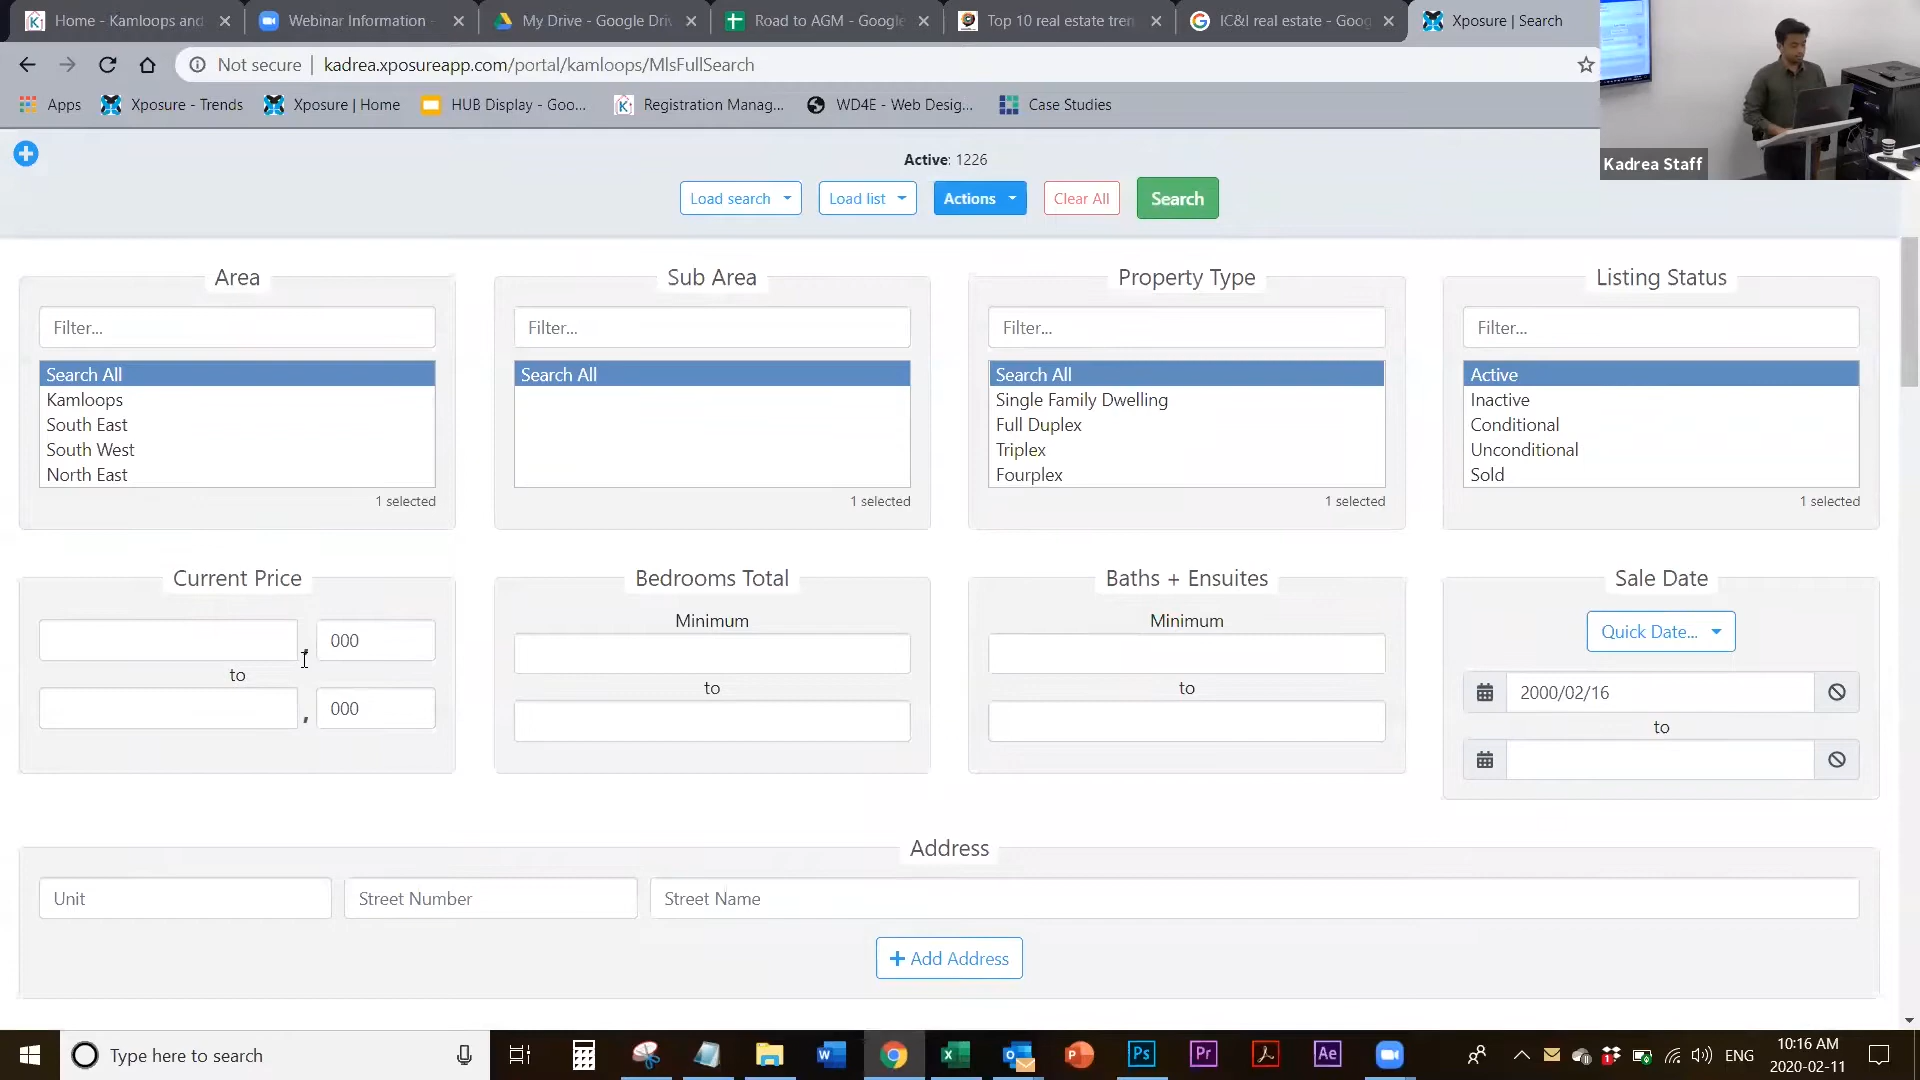 Home - Kamloops and
Webinar Information -
My Drive - Google Driv
Road to AGM - Google
Top 10 real estate tren
IC&I real estate - Goog
Xposure | Search
Not secure | kadrea.xposureapp.com/portal/kamloops/MlsFullSearch
Apps
Xposure - Trends
Xposure | Home
HUB Display - Goo...
Registration Manag...
WD4E - Web Desig...
Case Studies
Kadrea Staff
Active: 1226
Load search
Load list
Actions
Clear All
Search
Area
Sub Area
Property Type
Listing Status
Filter...
Filter...
Filter...
Filter...
Search All
Kamloops
South East
South West
North East
Search All
Search All
Single Family Dwelling
Full Duplex
Triplex
Fourplex
Active
Inactive
Conditional
Unconditional
Sold
1 selected
1 selected
1 selected
1 selected
Current Price
Bedrooms Total
Baths + Ensuites
Sale Date
, 000
to
, 000
Minimum
to
Minimum
to
Quick Date...
2000/02/16
to
Address
Unit
Street Number
Street Name
+ Add Address
Type here to search
W
X
O
P
Ps
Pr
Ae
ENG
10:16 AM
2020-02-11